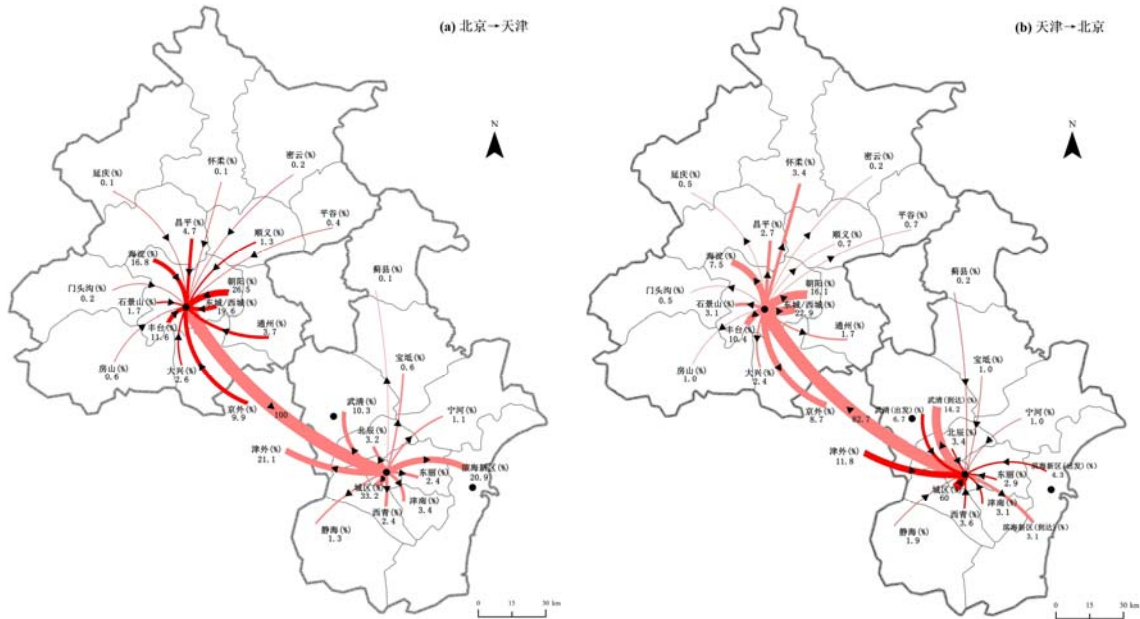 (a) 北京→天津
N
怀柔(%)
0.1
密云(%)
0.2
延庆(%)
0.1
平谷(%)
0.4
昌平(%)
4.7
顺义(%)
1.3
海淀(%)
16.8
蓟县(%)
0.1
朝阳(%)
26.5
门头沟(%)
0.2
石景山(%)
1.7
东城/西城(%)
19.6
丰台(%)
11.6
通州(%)
3.7
房山(%)
0.6
大兴(%)
2.6
宝坻(%)
0.6
京外(%)
9.9
100
武清(%)
10.3
宁河(%)
1.1
北辰(%)
3.2
津外(%)
21.1
滨海新区(%)
20.9
东丽(%)
2.4
城区(%)
33.2
津南(%)
3.4
西青(%)
2.4
静海(%)
1.3
0 15 30 km
(b) 天津→北京
N
怀柔(%)
3.4
密云(%)
0.2
延庆(%)
0.5
平谷(%)
0.7
昌平(%)
2.7
顺义(%)
0.7
海淀(%)
7.5
蓟县(%)
0.2
朝阳(%)
16.1
门头沟(%)
0.5
石景山(%)
3.1
东城/西城(%)
22.9
丰台(%)
10.4
通州(%)
1.7
房山(%)
1.0
大兴(%)
2.4
宝坻(%)
1.0
京外(%)
8.7
82.7
武清(出发)(%)
6.7
武清(到达)(%)
14.2
宁河(%)
1.0
北辰(%)
3.4
津外(%)
11.8
滨海新区(出发)(%)
4.3
东丽(%)
2.9
城区(%)
60
津南(%)
3.1
西青(%)
3.6
滨海新区(到达)(%)
3.1
静海(%)
1.9
0 15 30 km